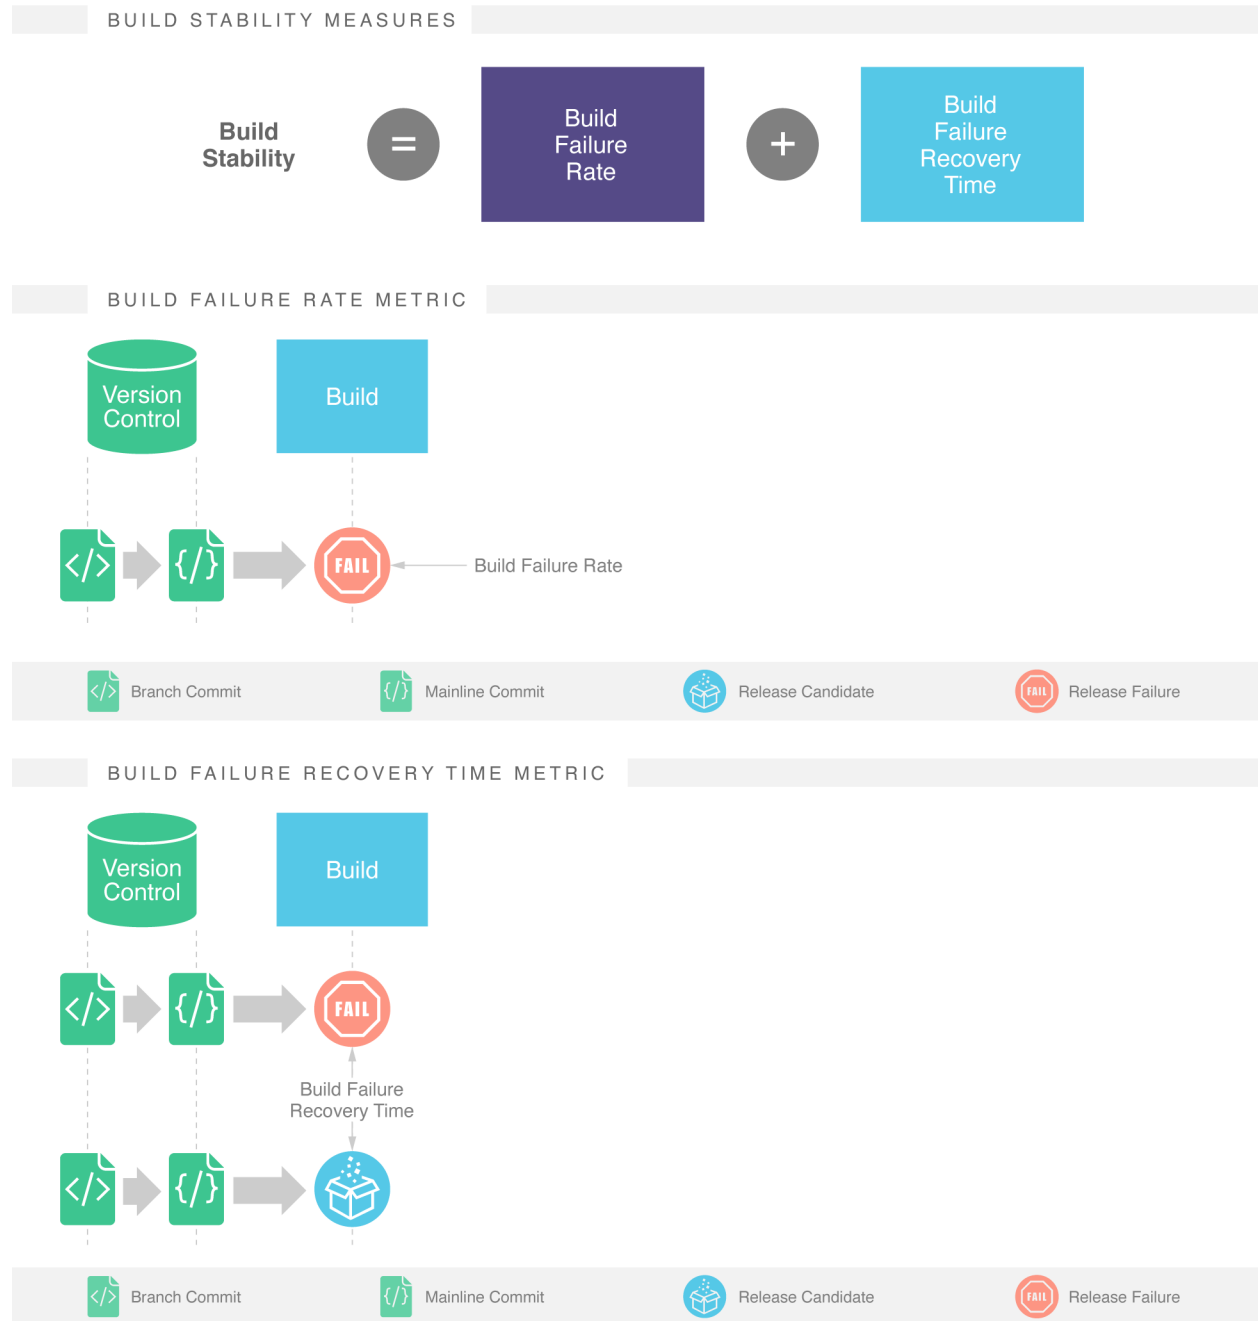 BUILD STABILITY MEASURES
Build
Stability
=
Build
Failure
Rate
+
Build
Failure
Recovery
Time
BUILD FAILURE RATE METRIC
Version
Control
Build
</>
{/}
FAIL
Build Failure Rate
</>
Branch Commit
{/}
Mainline Commit
Release Candidate
FAIL
Release Failure
BUILD FAILURE RECOVERY TIME METRIC
Version
Control
Build
</>
{/}
FAIL
Build Failure
Recovery Time
</>
{/}
</>
Branch Commit
{/}
Mainline Commit
Release Candidate
FAIL
Release Failure